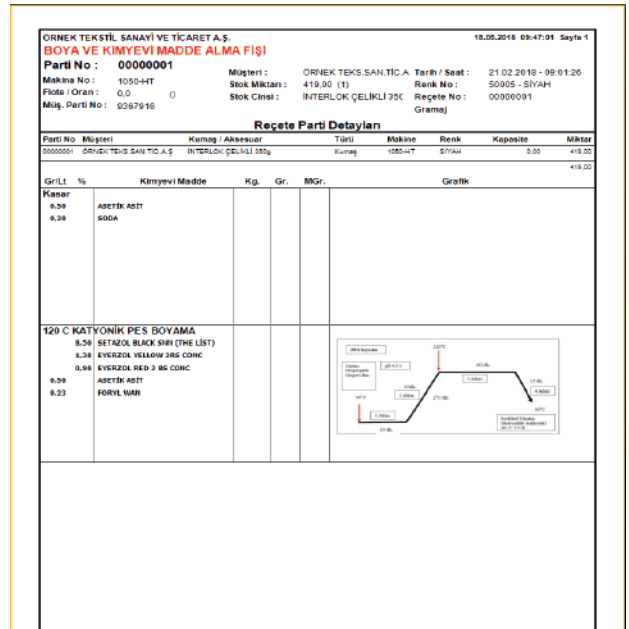 ÖRNEK TEKSTİL SANAYİ VE TİCARET A.Ş. 18.05.2018 09:47:01 Sayfa 1
BOYA VE KİMYEVİ MADDE ALMA FİŞİ
Parti No : 00000001
Müşteri : ÖRNEK TEKS.SAN.TİC.A Tarih / Saat : 21.02.2018 - 09:01:26
Makina No : 1050-HT Stok Miktarı : 419,00 (1) Renk No : 50005 - SİYAH
Flote / Oran : 0,0 () Stok Cinsi : İNTERLOK ÇELİKLİ 35( Reçete No : 00000001
Müş. Parti No : 9367916 Gramaj
Reçete Parti Detayları
Parti No Müşteri Kumaş / Aksesuar Türü Makine Renk Kapasite Miktar
00000001 ÖRNEK TEKS.SAN.TİC.A.Ş İNTERLOK ÇELİKLİ 350g Kumaş 1050-HT SİYAH 0,00 419,00
419,00
Gr/Lt % Kimyevi Madde Kg. Gr. MGr. Grafik
Kasar
0,50 ASETİK ASİT
0,20 SODA
120 C KATYONİK PES BOYAMA
8,50 SETAZOL BLACK SNN (THE LİST)
1,38 EVERZOL YELLOW 3RS CONC
0,98 EVERZOL RED 3 BS CONC
0,50 ASETİK ASİT
0,23 FORYL WAN
PES boyama
120°C